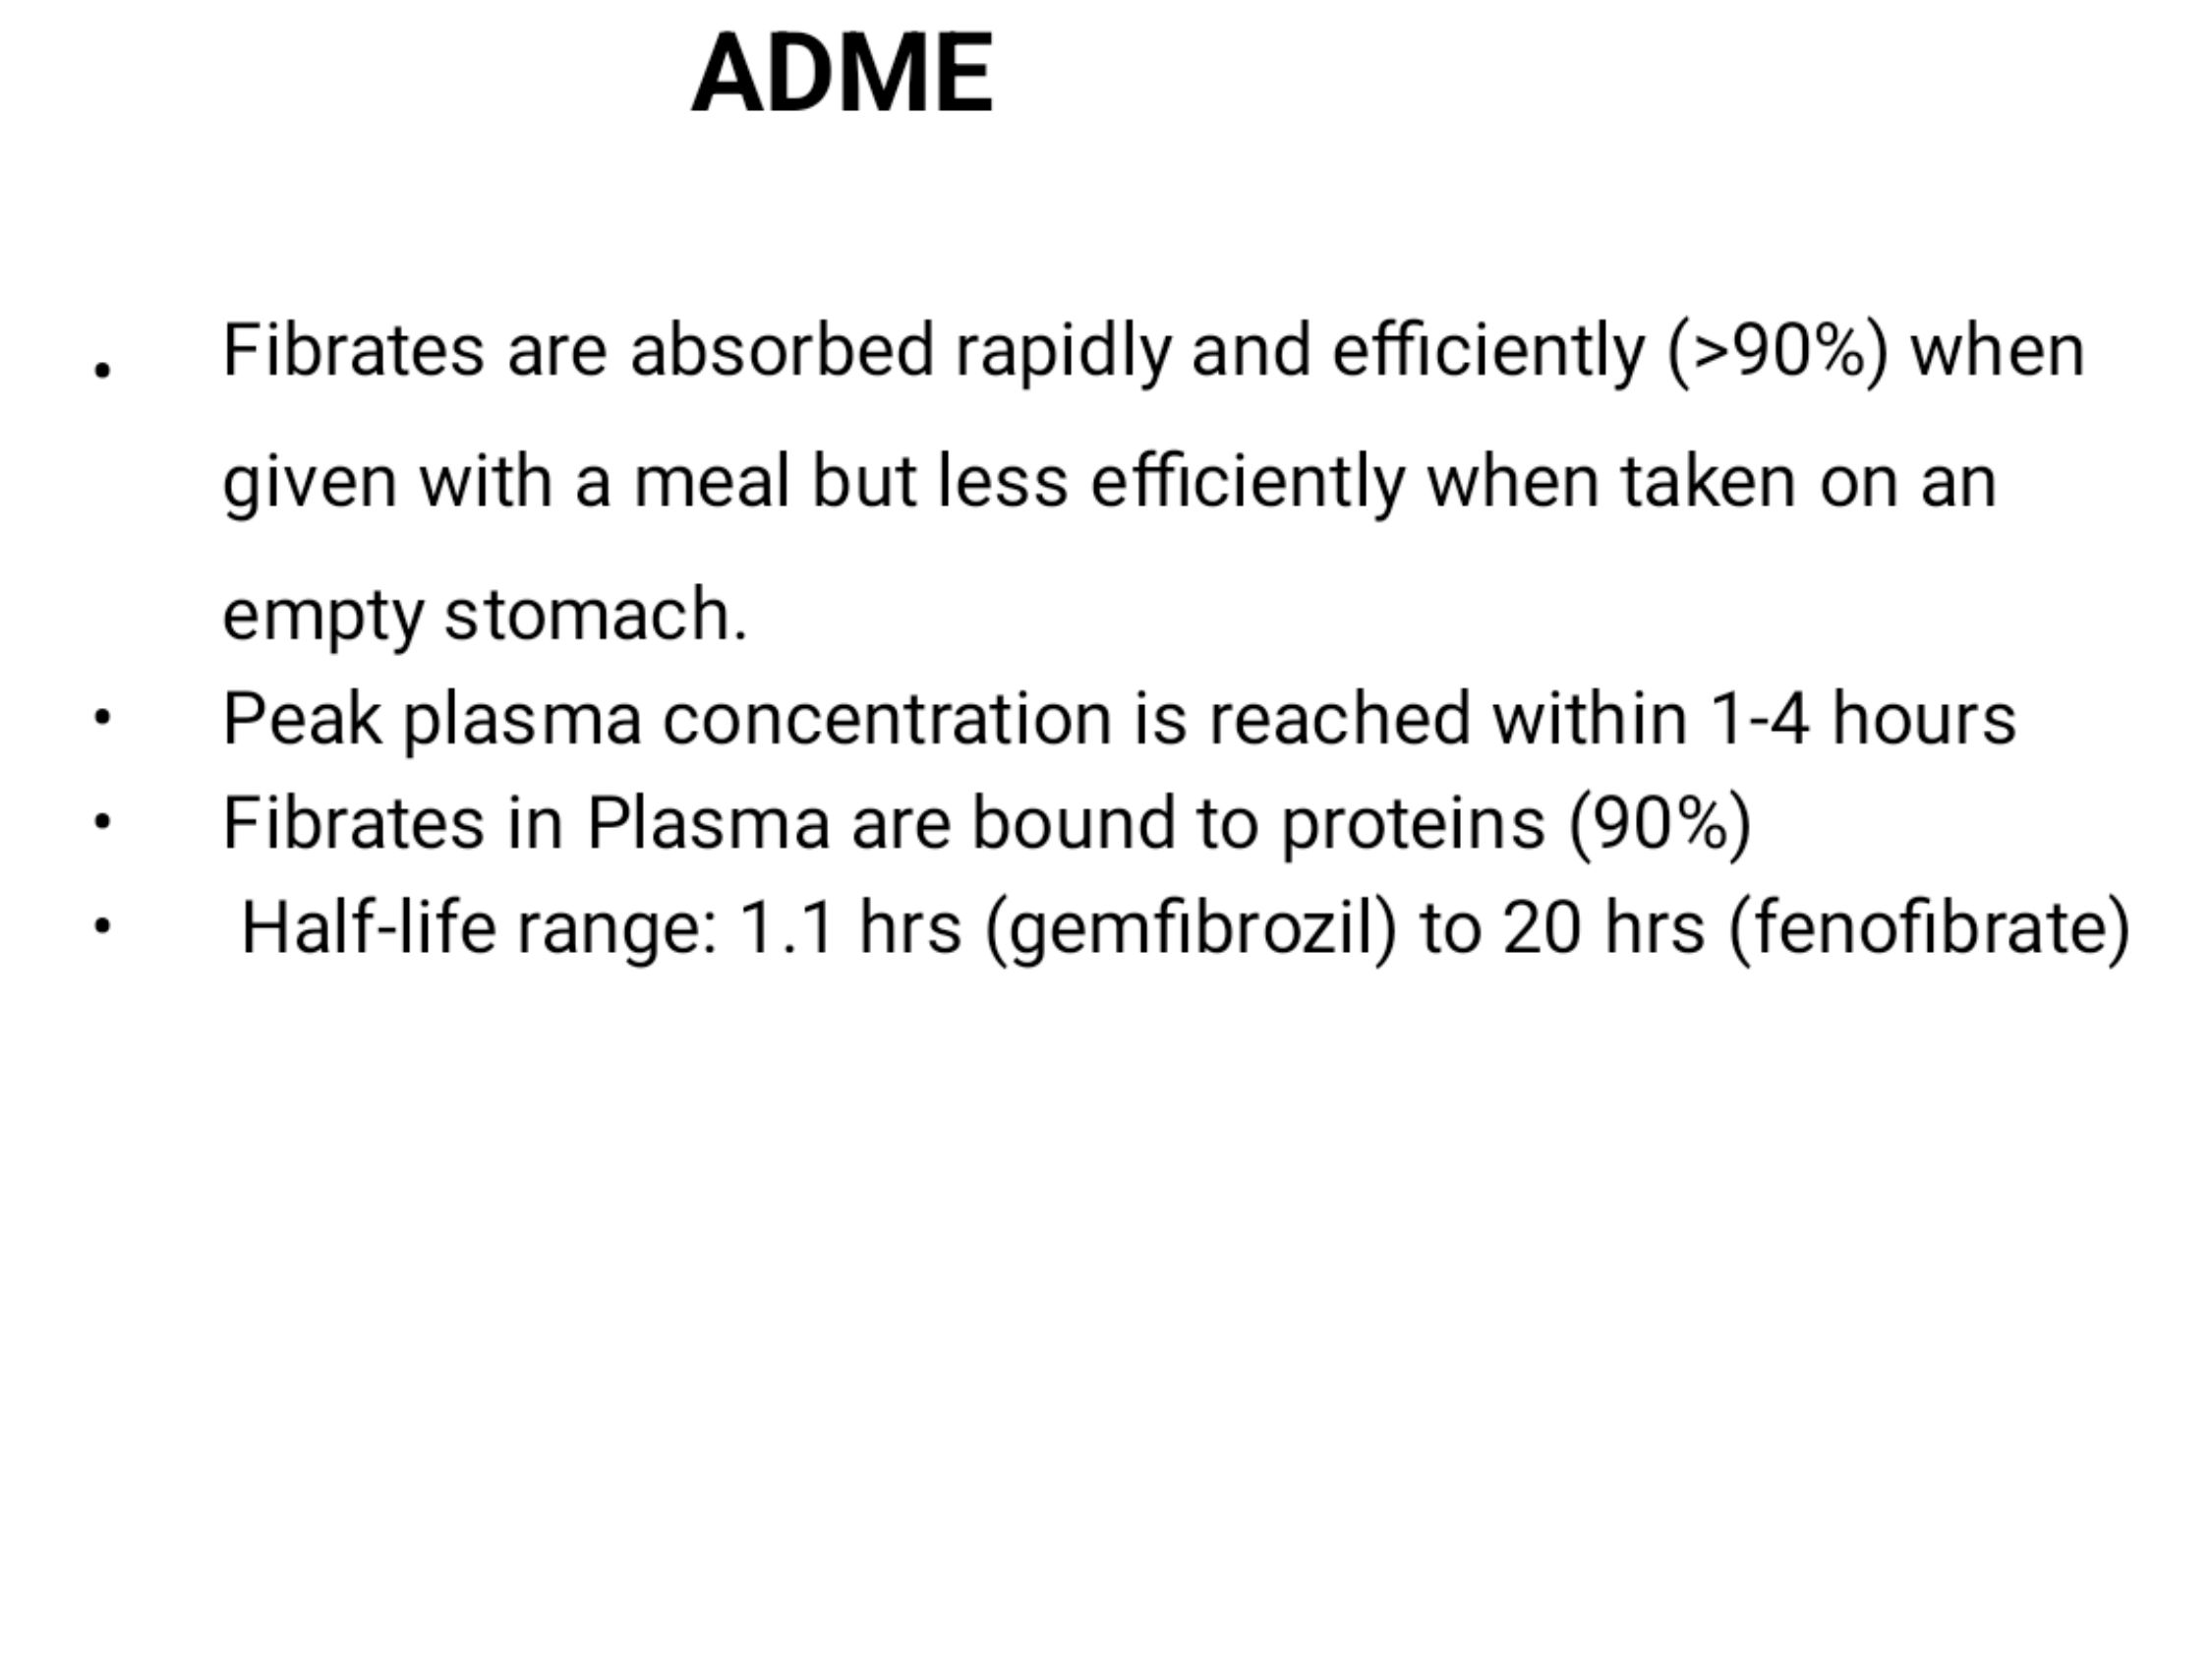 ADME
• Fibrates are absorbed rapidly and efficiently (>90%) when
given with a meal but less efficiently when taken on an
empty stomach.
• Peak plasma concentration is reached within 1-4 hours
• Fibrates in Plasma are bound to proteins (90%)
• Half-life range: 1.1 hrs (gemfibrozil) to 20 hrs (fenofibrate)